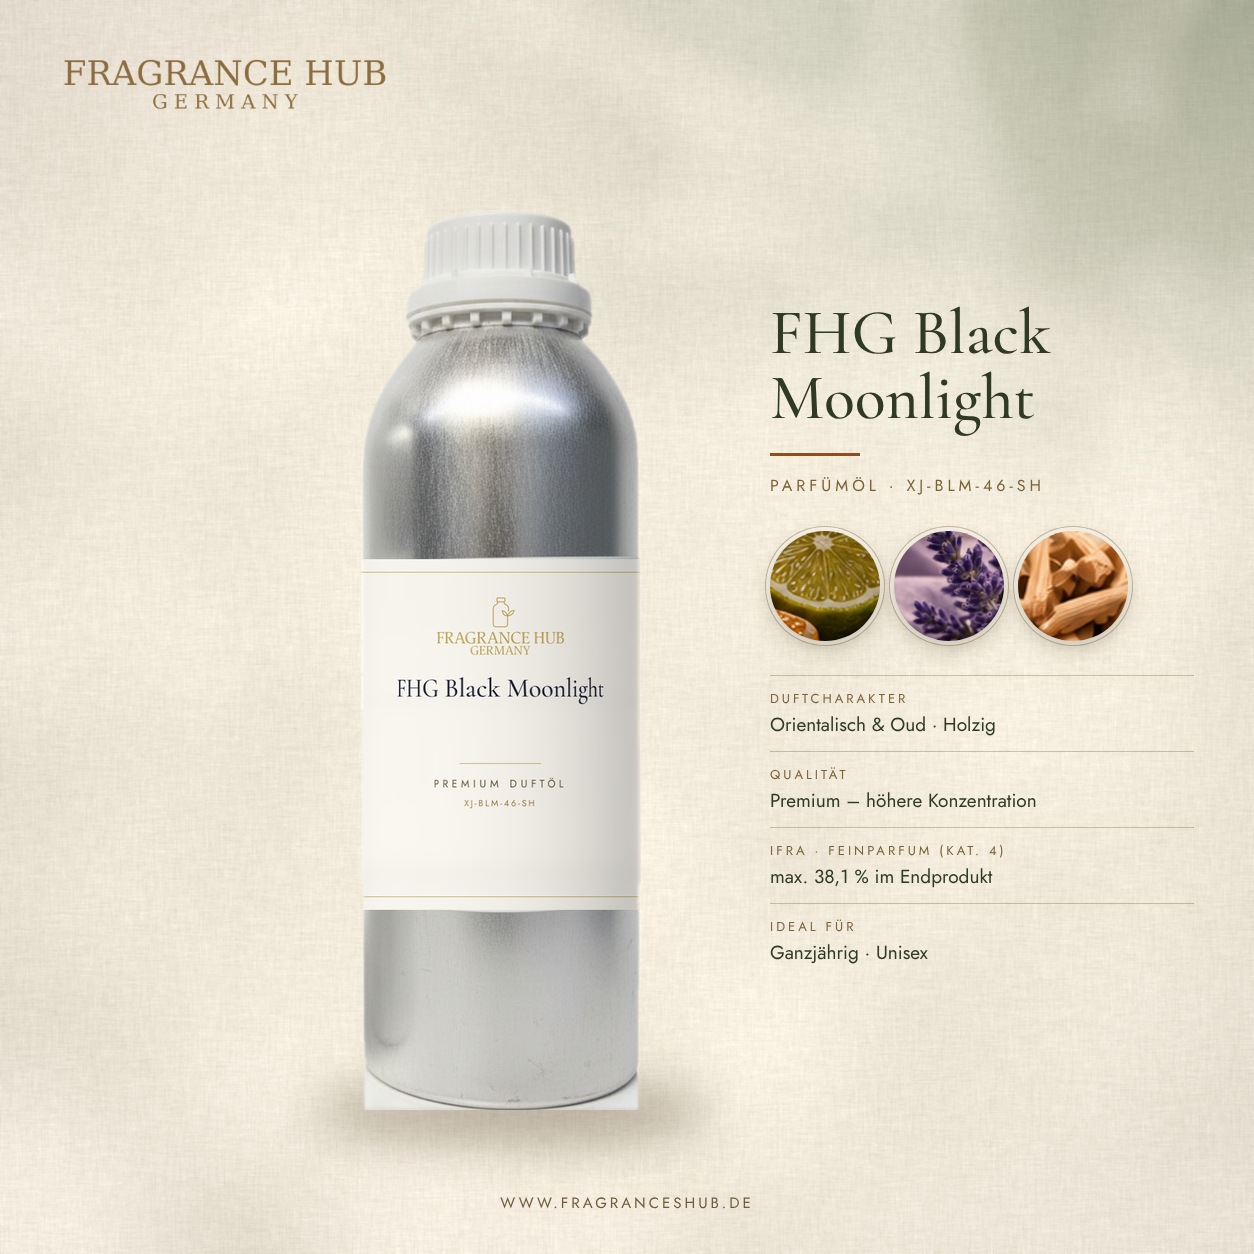 FRAGRANCE HUB
GERMANY
FHG Black
Moonlight
PARFÜMÖL · XJ-BLM-46-SH
FRAGRANCE HUB
GERMANY
FHG Black Moonlight
PREMIUM DUFTÖL
XJ-BLM-46-SH
DUFTCHARAKTER
Orientalisch & Oud · Holzig
QUALITÄT
Premium – höhere Konzentration
IFRA · FEINPARFUM (KAT. 4)
max. 38,1 % im Endprodukt
IDEAL FÜR
Ganzjährig · Unisex
WWW.FRAGRANCESHUB.DE